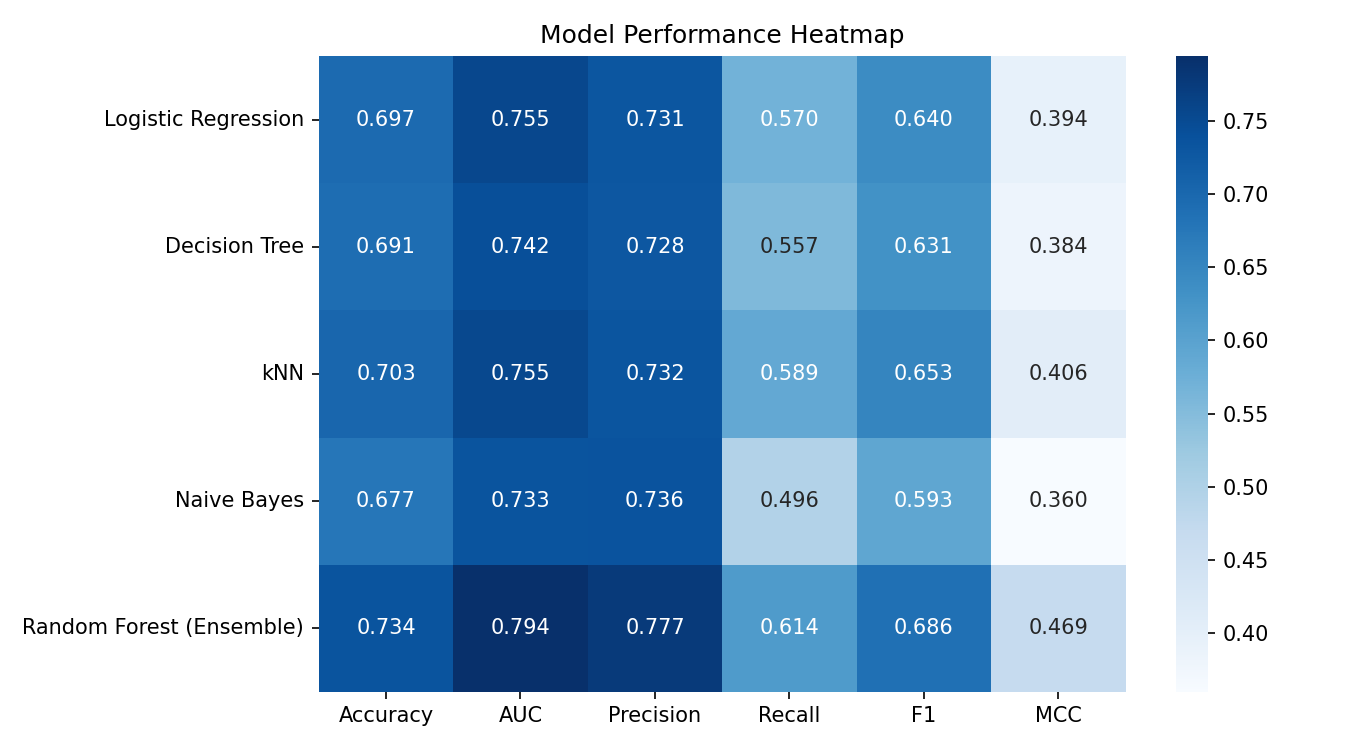 Model Performance Heatmap
Logistic Regression 0.697 0.755 0.731 0.570 0.640 0.394
Decision Tree 0.691 0.742 0.728 0.557 0.631 0.384
kNN 0.703 0.755 0.732 0.589 0.653 0.406
Naive Bayes 0.677 0.733 0.736 0.496 0.593 0.360
Random Forest (Ensemble) 0.734 0.794 0.777 0.614 0.686 0.469
Accuracy AUC Precision Recall F1 MCC
0.75
0.70
0.65
0.60
0.55
0.50
0.45
0.40